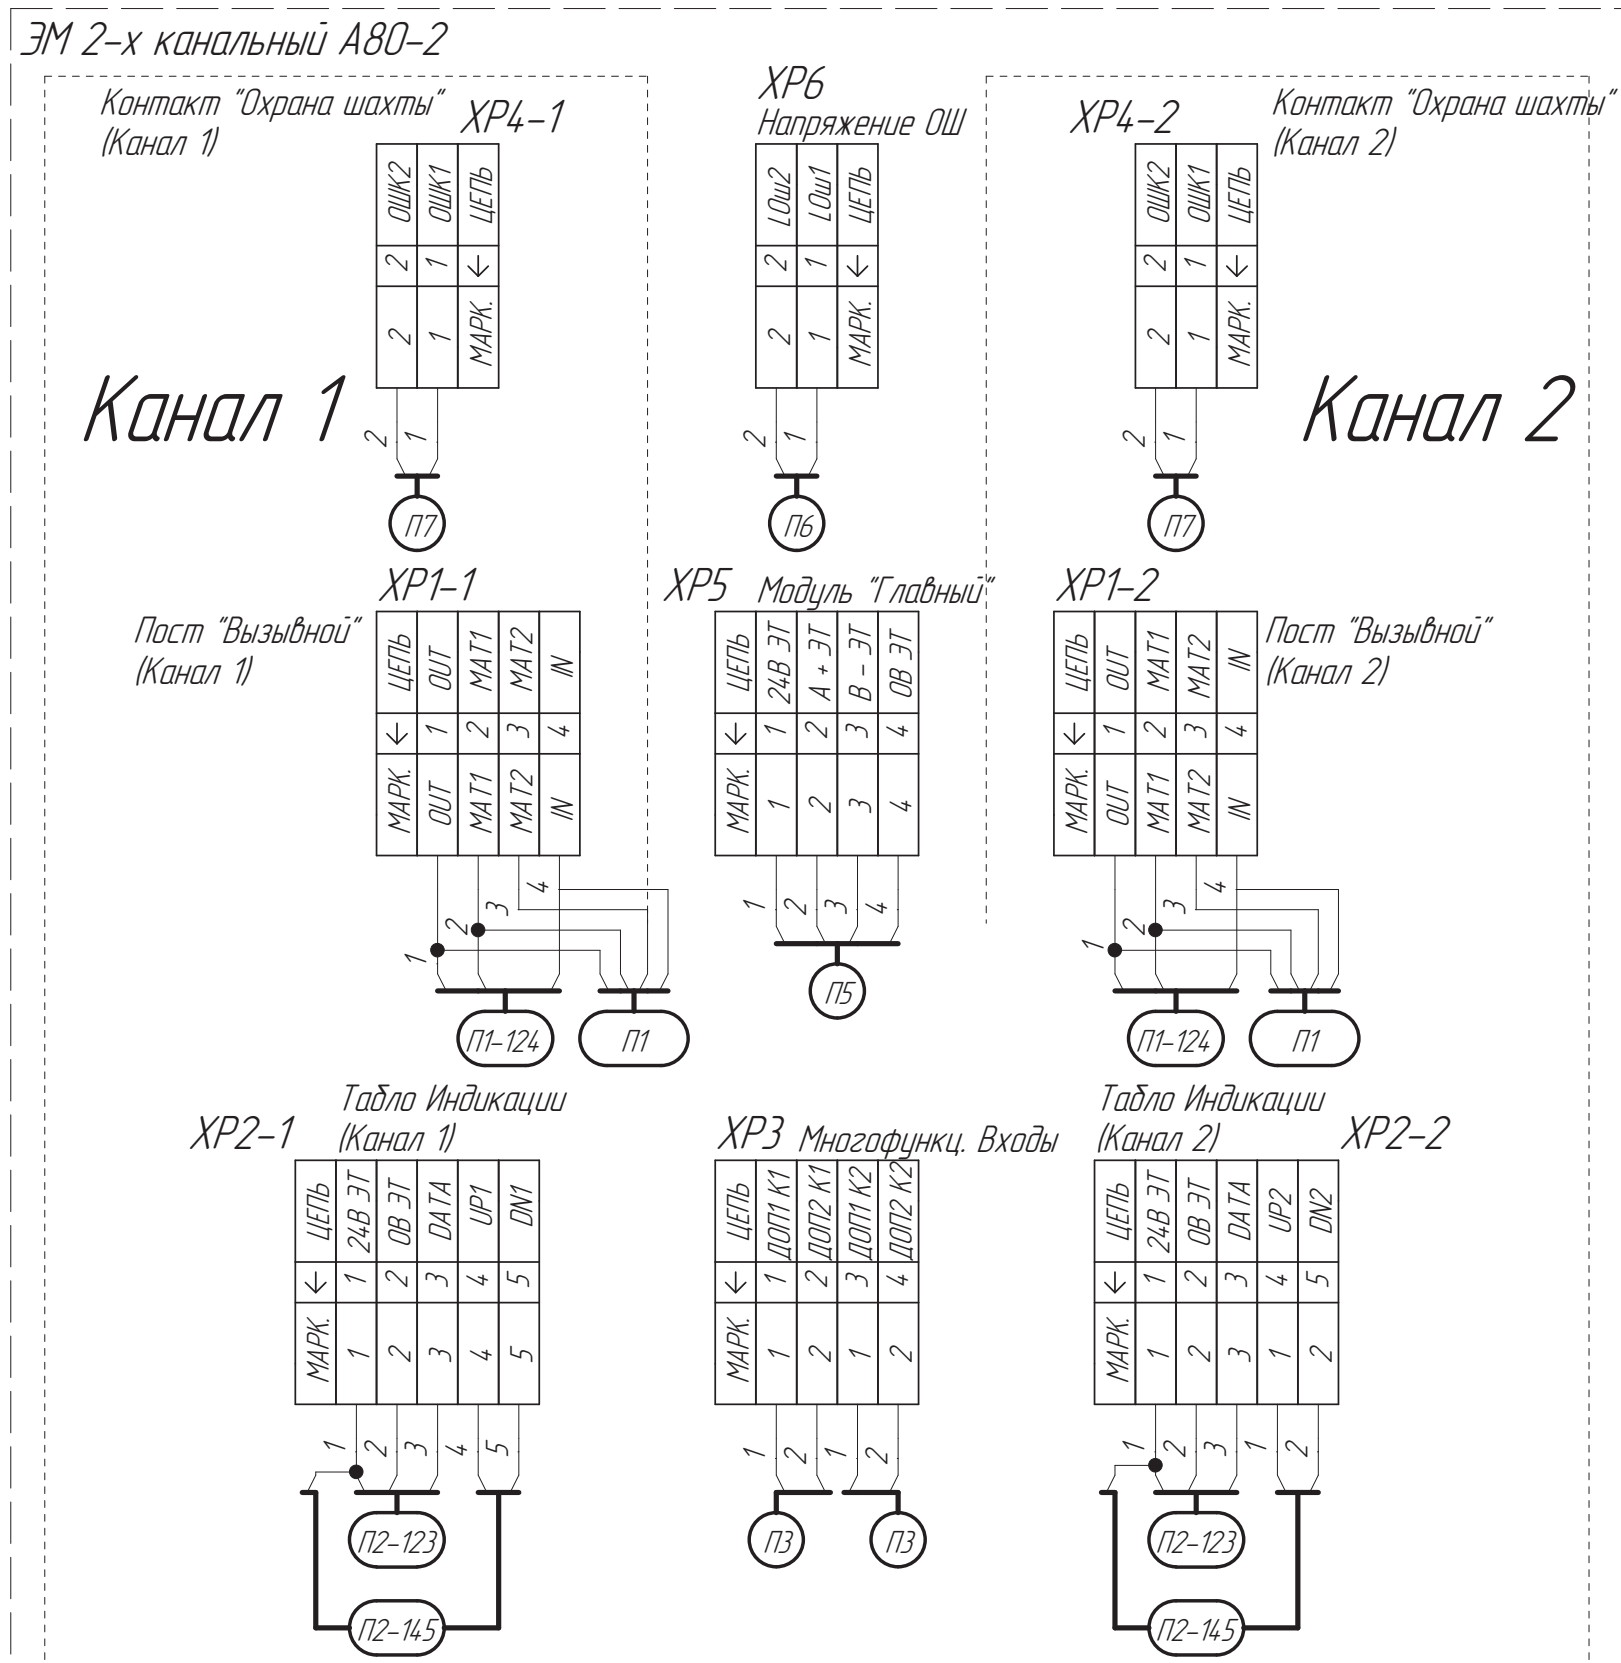 ЭМ 2-х канальный А80-2
Контакт "Охрана шахты"
(Канал 1)
XP4-1
ОШК2 ОШК1 ЦЕПЬ
2 1 ←
2 1 МАРК.
2 1
П7
XP6
Напряжение ОШ
LОш2 LОш1 ЦЕПЬ
2 1 ←
2 1 МАРК.
2 1
П6
XP4-2
Контакт "Охрана шахты"
(Канал 2)
ОШК2 ОШК1 ЦЕПЬ
2 1 ←
2 1 МАРК.
2 1
П7
Канал 1
Канал 2
XP1-1
Пост "Вызывной"
(Канал 1)
ЦЕПЬ OUT МАТ1 МАТ2 IN
← 1 2 3 4
МАРК. OUT МАТ1 МАТ2 IN
1 2 3 4
П1-124 П1
XP5 Модуль "Главный"
ЦЕПЬ 24В ЭТ А + ЭТ В - ЭТ 0В ЭТ
← 1 2 3 4
МАРК. 1 2 3 4
1 2 3 4
П5
XP1-2
Пост "Вызывной"
(Канал 2)
ЦЕПЬ OUT МАТ1 МАТ2 IN
← 1 2 3 4
МАРК. OUT МАТ1 МАТ2 IN
1 2 3 4
П1-124 П1
XP2-1
Табло Индикации
(Канал 1)
ЦЕПЬ 24В ЭТ 0В ЭТ DATA UP1 DN1
← 1 2 3 4 5
МАРК. 1 2 3 4 5
1 2 3 4 5
П2-123
П2-145
XP3 Многофункц. Входы
ЦЕПЬ ДОП1 К1 ДОП2 К1 ДОП1 К2 ДОП2 К2
← 1 2 3 4
МАРК. 1 2 1 2
1 2 1 2
П3 П3
Табло Индикации
(Канал 2)
XP2-2
ЦЕПЬ 24В ЭТ 0В ЭТ DATA UP2 DN2
← 1 2 3 4 5
МАРК. 1 2 3 1 2
1 2 3 1 2
П2-123
П2-145